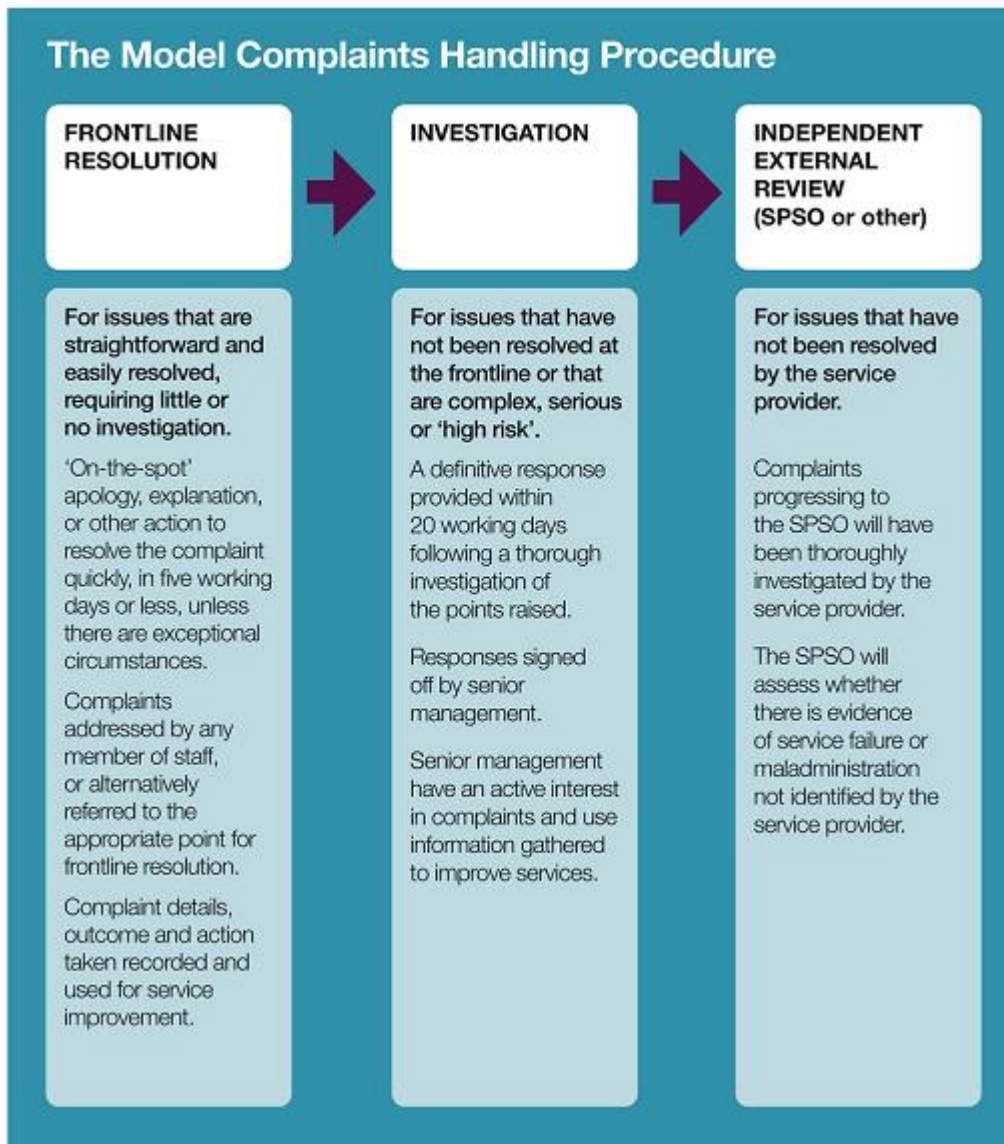 The Model Complaints Handling Procedure
FRONTLINE
RESOLUTION
INVESTIGATION
INDEPENDENT
EXTERNAL
REVIEW
(SPSO or other)
For issues that are
straightforward and
easily resolved,
requiring little or
no investigation.
‘On-the-spot’
apology, explanation,
or other action to
resolve the complaint
quickly, in five working
days or less, unless
there are exceptional
circumstances.
Complaints
addressed by any
member of staff,
or alternatively
referred to the
appropriate point for
frontline resolution.
Complaint details,
outcome and action
taken recorded and
used for service
improvement.
For issues that have
not been resolved at
the frontline or that
are complex, serious
or ‘high risk’.
A definitive response
provided within
20 working days
following a thorough
investigation of
the points raised.
Responses signed
off by senior
management.
Senior management
have an active interest
in complaints and use
information gathered
to improve services.
For issues that have
not been resolved
by the service
provider.
Complaints
progressing to
the SPSO will have
been thoroughly
investigated by the
service provider.
The SPSO will
assess whether
there is evidence
of service failure or
maladministration
not identified by the
service provider.